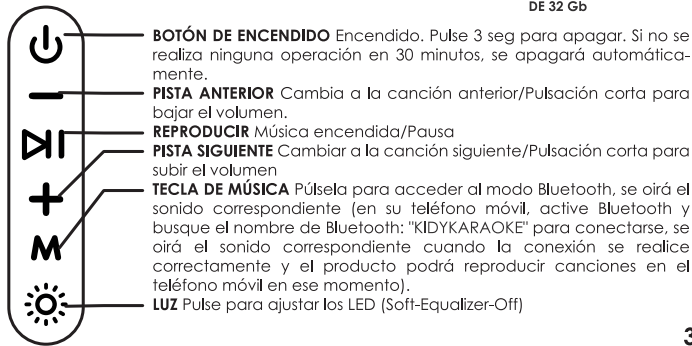 DE 32 Gb
BOTÓN DE ENCENDIDO Encendido. Pulse 3 seg para apagar. Si no se
realiza ninguna operación en 30 minutos, se apagará automática-
mente.
PISTA ANTERIOR Cambia a la canción anterior/Pulsación corta para
bajar el volumen.
REPRODUCIR Música encendida/Pausa
PISTA SIGUIENTE Cambiar a la canción siguiente/Pulsación corta para
subir el volumen
TECLA DE MÚSICA Púlsela para acceder al modo Bluetooth, se oirá el
sonido correspondiente (en su teléfono móvil, active Bluetooth y
busque el nombre de Bluetooth: "KIDYKARAOKE" para conectarse, se
oirá el sonido correspondiente cuando la conexión se realice
correctamente y el producto podrá reproducir canciones en el
teléfono móvil en ese momento).
LUZ Pulse para ajustar los LED (Soft-Equalizer-Off)
M
3